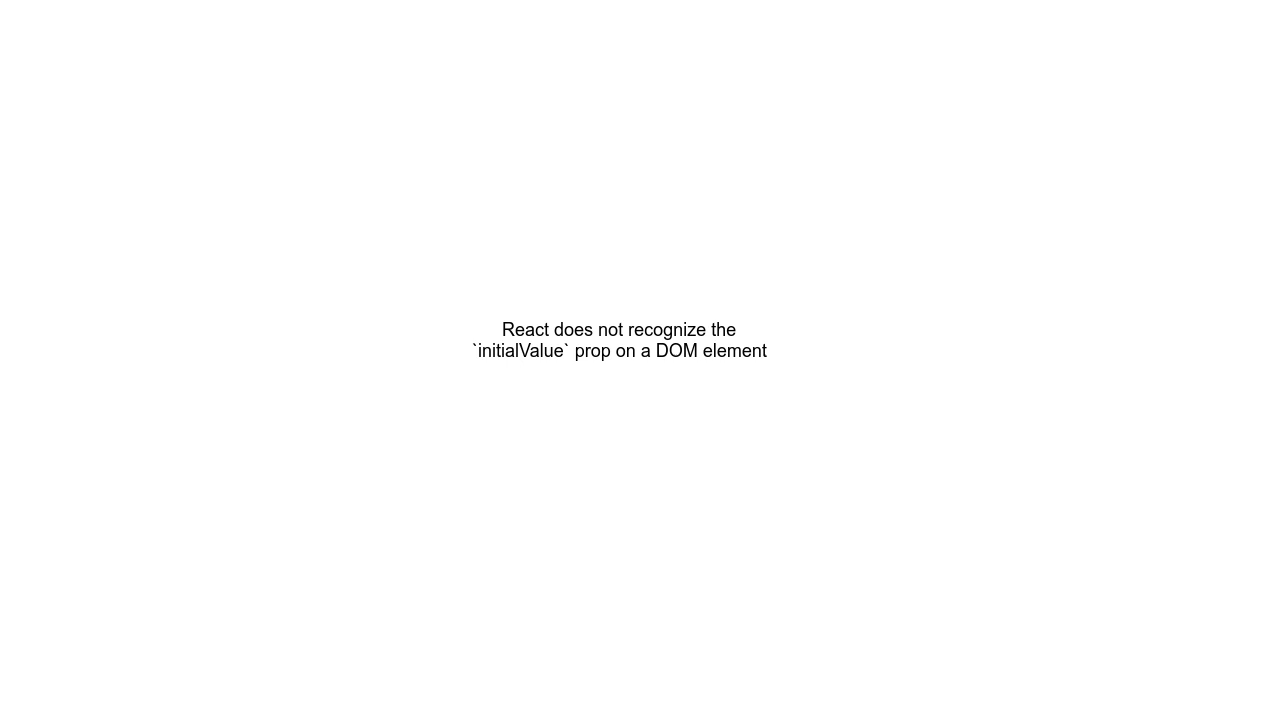 React does not recognize the
`initialValue` prop on a DOM element